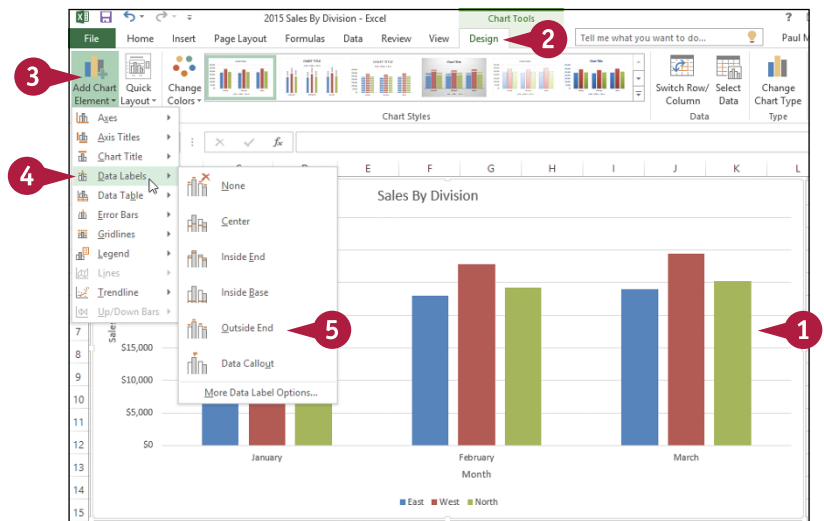 2015 Sales By Division - Excel
Chart Tools
?
File Home Insert Page Layout Formulas Data Review View Design
Tell me what you want to do...
Paul M
2
3
Add Chart Element
Quick Layout
Change Colors
Switch Row/ Column
Select Data
Change Chart Type
Chart Styles
Data
Type
Axes
Axis Titles
Chart Title
4
Data Labels
Data Table
Error Bars
Gridlines
Legend
Lines
Trendline
Up/Down Bars
fx
None
Center
Inside End
Inside Base
Outside End
5
Data Callout
More Data Label Options...
E F G H I J K L
Sales By Division
1
Sales
7
8
9
10
11
12
13
14
15
$15,000
$10,000
$5,000
$0
January February March
Month
East West North